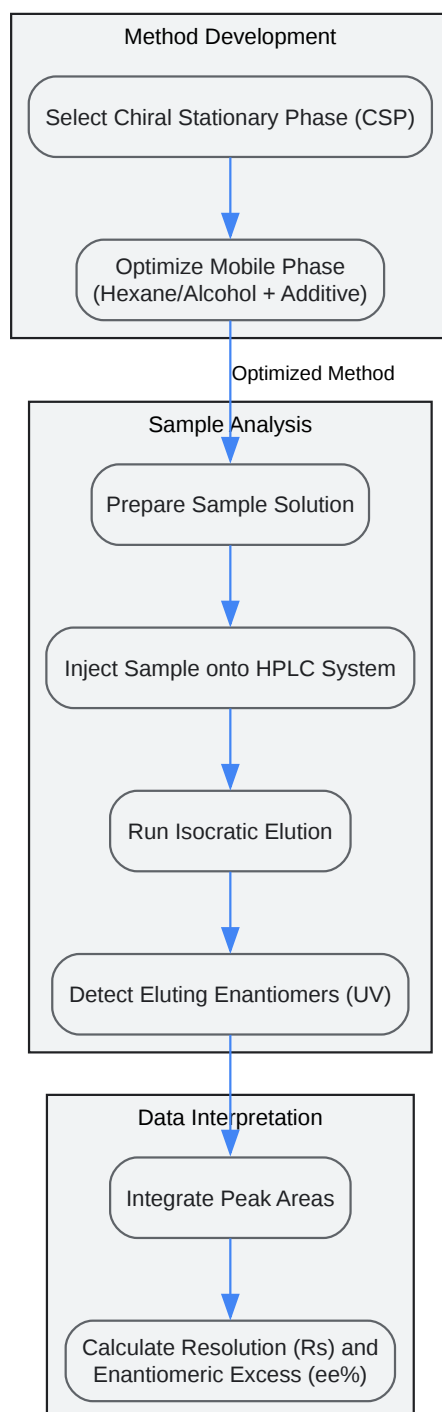 Method Development
Select Chiral Stationary Phase (CSP)
Optimize Mobile Phase
(Hexane/Alcohol + Additive)
Optimized Method
Sample Analysis
Prepare Sample Solution
Inject Sample onto HPLC System
Run Isocratic Elution
Detect Eluting Enantiomers (UV)
Data Interpretation
Integrate Peak Areas
Calculate Resolution (Rs) and
Enantiomeric Excess (ee%)